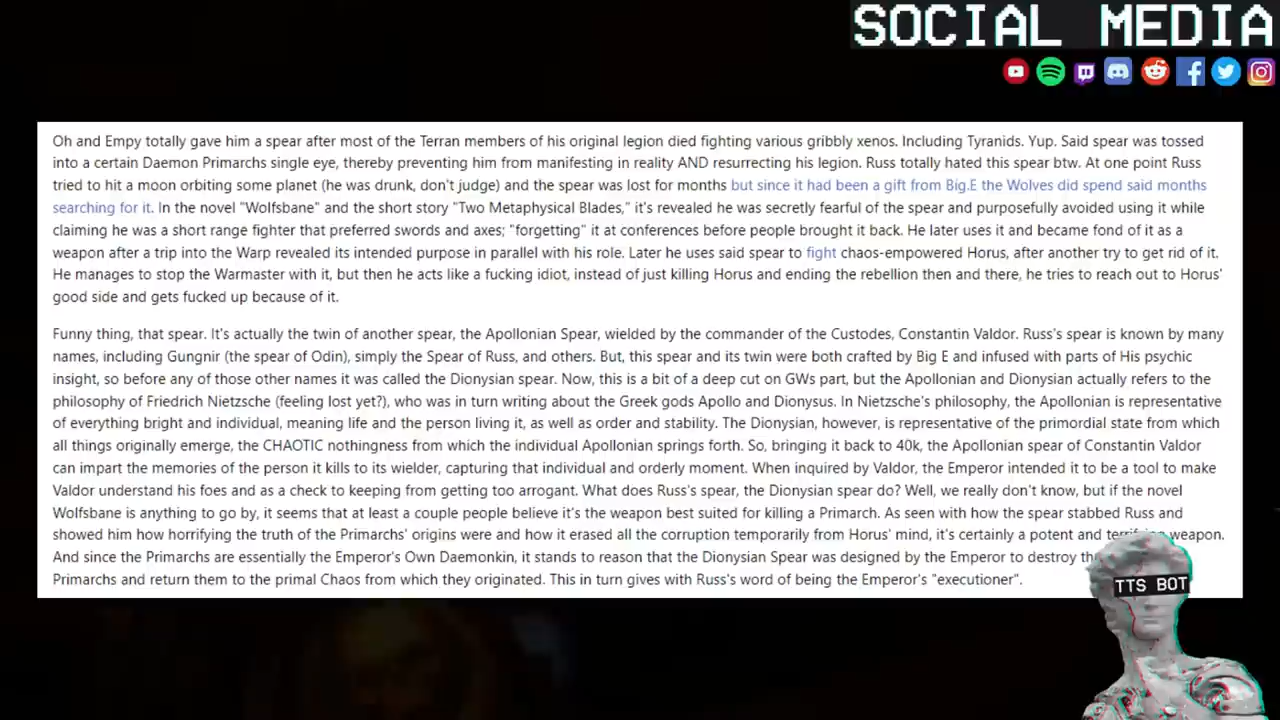 SOCIAL MEDIA
Oh and Empy totally gave him a spear after most of the Terran members of his original legion died fighting various gribbly xenos. Including Tyranids. Yup. Said spear was tossed
into a certain Daemon Primarchs single eye, thereby preventing him from manifesting in reality AND resurrecting his legion. Russ totally hated this spear btw. At one point Russ
tried to hit a moon orbiting some planet (he was drunk, don't judge) and the spear was lost for months but since it had been a gift from Big.E the Wolves did spend said months
searching for it. In the novel "Wolfsbane" and the short story "Two Metaphysical Blades," it's revealed he was secretly fearful of the spear and purposefully avoided using it while
claiming he was a short range fighter that preferred swords and axes; "forgetting" it at conferences before people brought it back. He later uses it and became fond of it as a
weapon after a trip into the Warp revealed its intended purpose in parallel with his role. Later he uses said spear to fight chaos-empowered Horus, after another try to get rid of it.
He manages to stop the Warmaster with it, but then he acts like a fucking idiot, instead of just killing Horus and ending the rebellion then and there, he tries to reach out to Horus'
good side and gets fucked up because of it.
Funny thing, that spear. It's actually the twin of another spear, the Apollonian Spear, wielded by the commander of the Custodes, Constantin Valdor. Russ's spear is known by many
names, including Gungnir (the spear of Odin), simply the Spear of Russ, and others. But, this spear and its twin were both crafted by Big E and infused with parts of His psychic
insight, so before any of those other names it was called the Dionysian spear. Now, this is a bit of a deep cut on GWs part, but the Apollonian and Dionysian actually refers to the
philosophy of Friedrich Nietzsche (feeling lost yet?), who was in turn writing about the Greek gods Apollo and Dionysus. In Nietzsche's philosophy, the Apollonian is representative
of everything bright and individual, meaning life and the person living it, as well as order and stability. The Dionysian, however, is representative of the primordial state from which
all things originally emerge, the CHAOTIC nothingness from which the individual Apollonian springs forth. So, bringing it back to 40k, the Apollonian spear of Constantin Valdor
can impart the memories of the person it kills to its wielder, capturing that individual and orderly moment. When inquired by Valdor, the Emperor intended it to be a tool to make
Valdor understand his foes and as a check to keeping from getting too arrogant. What does Russ's spear, the Dionysian spear do? Well, we really don't know, but if the novel
Wolfsbane is anything to go by, it seems that at least a couple people believe it's the weapon best suited for killing a Primarch. As seen with how the spear stabbed Russ and
showed him how horrifying the truth of the Primarchs' origins were and how it erased all the corruption temporarily from Horus' mind, it's certainly a potent and terrifying weapon.
And since the Primarchs are essentially the Emperor's Own Daemonkin, it stands to reason that the Dionysian Spear was designed by the Emperor to destroy
Primarchs and return them to the primal Chaos from which they originated. This in turn gives with Russ's word of being the Emperor's "executioner".
TTS BOT